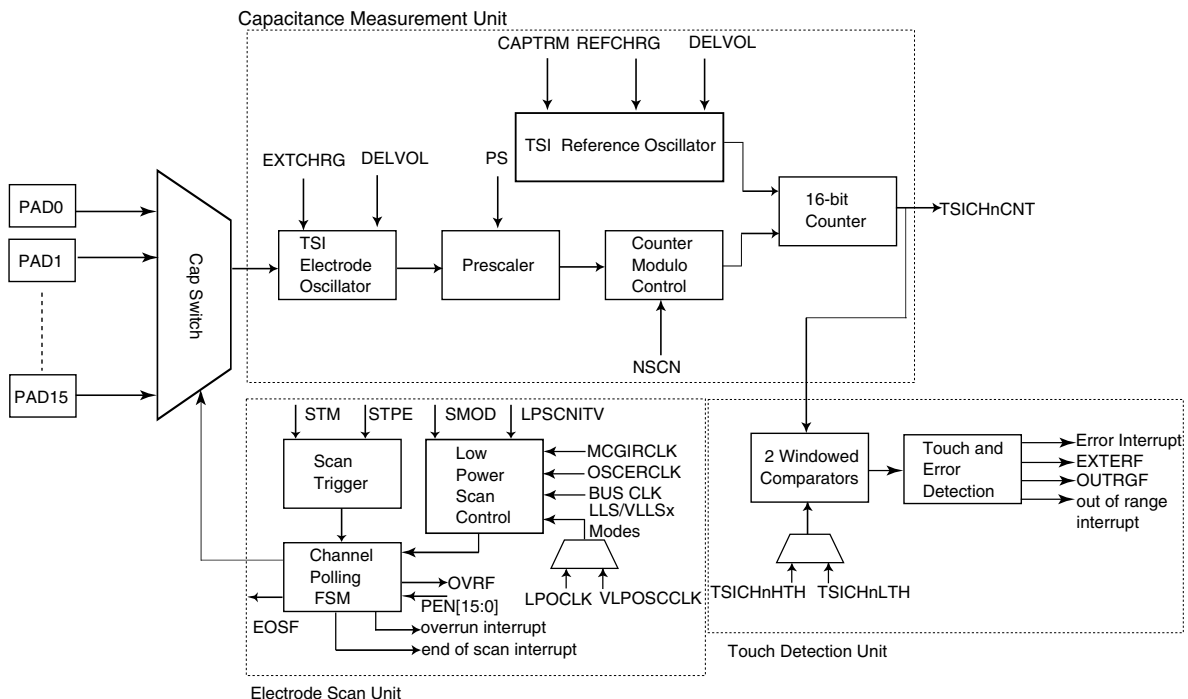 Capacitance Measurement Unit
CAPTRM REFCHRG DELVOL
TSI Reference Oscillator
EXTCHRG DELVOL PS
PAD0
PAD1
PAD15
Cap Switch
TSI
Electrode
Oscillator
Prescaler
Counter
Modulo
Control
16-bit
Counter
TSICHnCNT
NSCN
STM STPE SMOD LPSCNITV
Scan
Trigger
Low
Power
Scan
Control
MCGIRCLK
OSCERCLK
BUS CLK
LLS/VLLSx
Modes
LPOCLK VLPOSCCLK
Channel
Polling
FSM
OVRF
PEN[15:0]
EOSF
overrun interrupt
end of scan interrupt
Electrode Scan Unit
2 Windowed
Comparators
Touch and
Error
Detection
Error Interrupt
EXTERF
OUTRGF
out of range
interrupt
TSICHnHTH TSICHnLTH
Touch Detection Unit